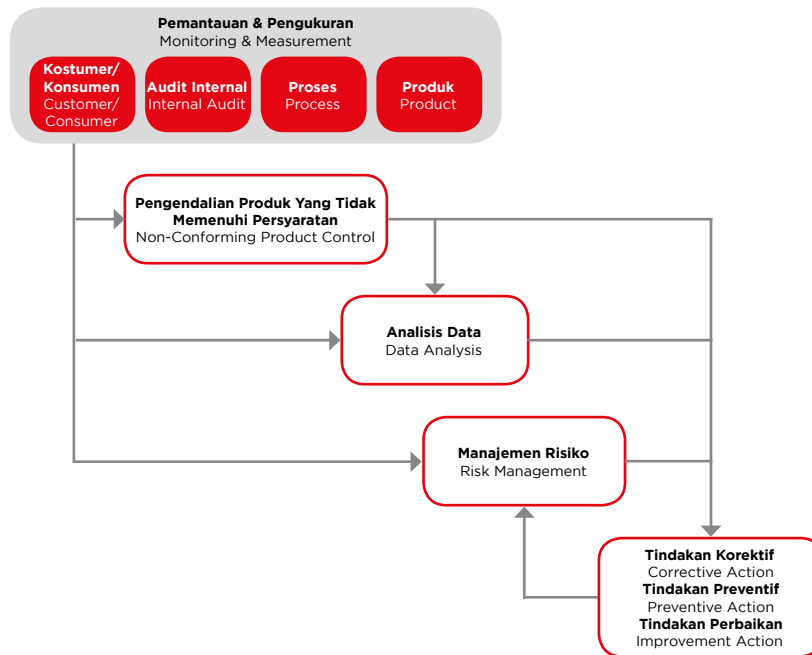 Pemantauan & Pengukuran
Monitoring & Measurement
Kostumer/
Konsumen
Customer/
Consumer
Audit Internal
Internal Audit
Proses
Process
Produk
Product
Pengendalian Produk Yang Tidak
Memenuhi Persyaratan
Non-Conforming Product Control
Analisis Data
Data Analysis
Manajemen Risiko
Risk Management
Tindakan Korektif
Corrective Action
Tindakan Preventif
Preventive Action
Tindakan Perbaikan
Improvement Action